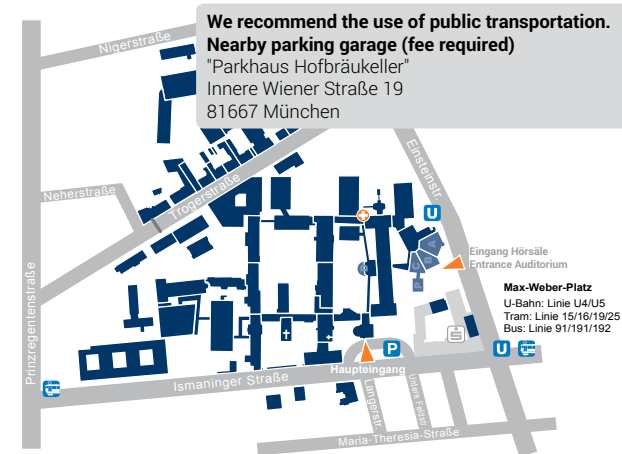 We recommend the use of public transportation.
Nearby parking garage (fee required)
"Parkhaus Hofbräukeller"
Innere Wiener Straße 19
81667 München
Nigerstraße
Einsteinstr.
Neherstraße
Trogerstraße
U
A
B
C
P
Eingang Hörsäle
Entrance Auditorium
Prinzregentenstraße
Max-Weber-Platz
U-Bahn: Linie U4/U5
Tram: Linie 15/16/19/25
Bus: Linie 91/191/192
P
U
Haupteingang
Ismaninger Straße
Langerstr.
Untere Feldstr.
Maria-Theresia-Straße